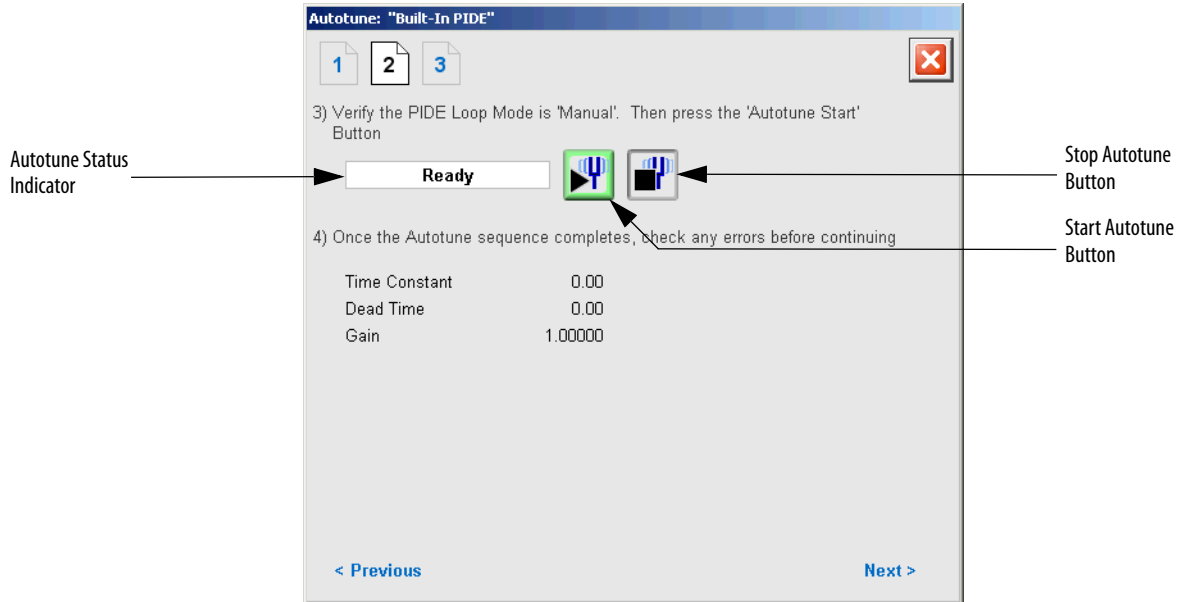 Autotune: "Built-In PIDE"
1 2 3
3) Verify the PIDE Loop Mode is 'Manual'. Then press the 'Autotune Start'
Button
Autotune Status
Indicator
Ready
Stop Autotune
Button
Start Autotune
Button
4) Once the Autotune sequence completes, check any errors before continuing
Time Constant 0.00
Dead Time 0.00
Gain 1.00000
< Previous Next >